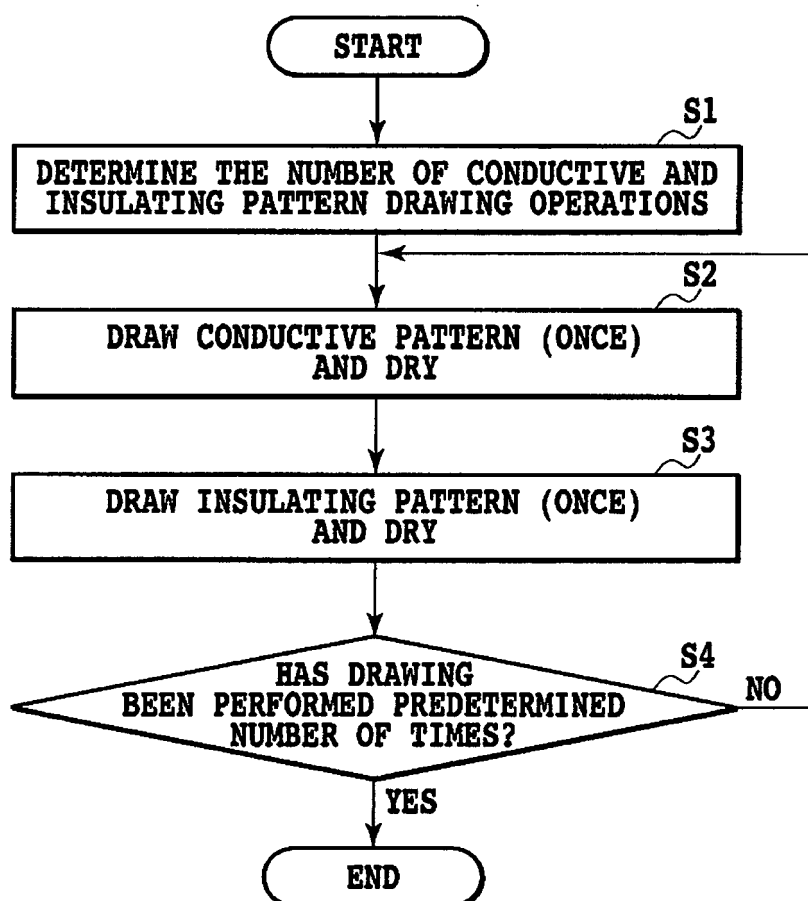 START
S1
DETERMINE THE NUMBER OF CONDUCTIVE AND
INSULATING PATTERN DRAWING OPERATIONS
S2
DRAW CONDUCTIVE PATTERN (ONCE)
AND DRY
S3
DRAW INSULATING PATTERN (ONCE)
AND DRY
S4
HAS DRAWING
BEEN PERFORMED PREDETERMINED
NUMBER OF TIMES?
NO
YES
END